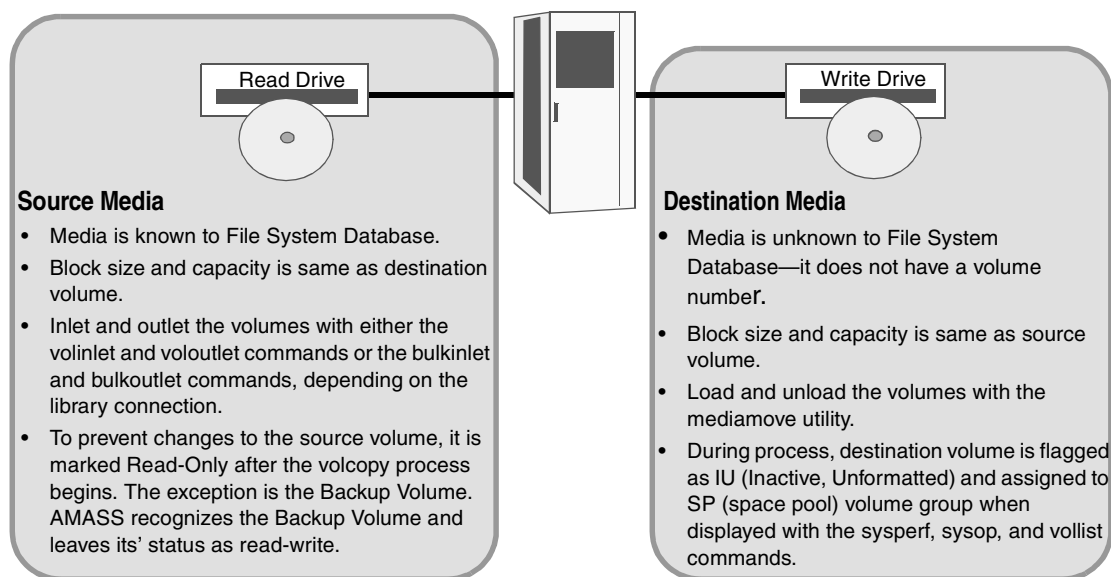 Read Drive
Write Drive
Source Media
• Media is known to File System Database.
• Block size and capacity is same as destination
volume.
• Inlet and outlet the volumes with either the
volinlet and voloutlet commands or the bulkinlet
and bulkoutlet commands, depending on the
library connection.
• To prevent changes to the source volume, it is
marked Read-Only after the volcopy process
begins. The exception is the Backup Volume.
AMASS recognizes the Backup Volume and
leaves its’ status as read-write.
Destination Media
• Media is unknown to File System
Database—it does not have a volume
number.
• Block size and capacity is same as source
volume.
• Load and unload the volumes with the
mediamove utility.
• During process, destination volume is flagged
as IU (Inactive, Unformatted) and assigned to
SP (space pool) volume group when
displayed with the sysperf, sysop, and vollist
commands.